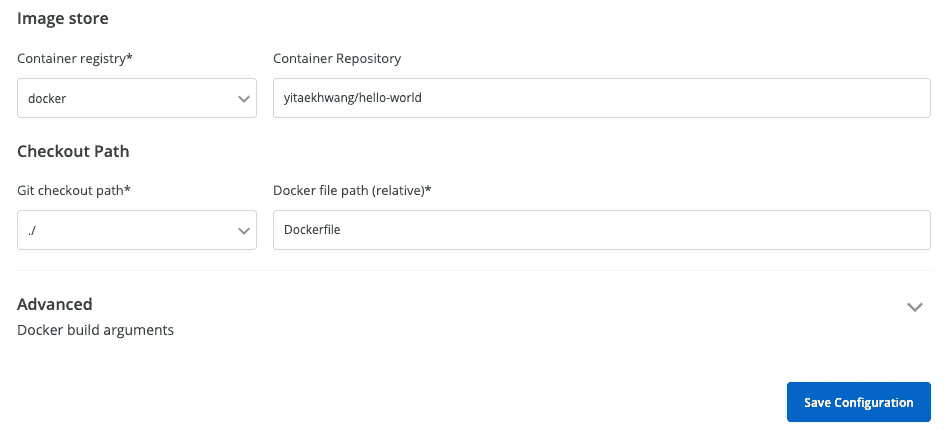 Image store
Container registry* Container Repository
docker yitaekhwang/hello-world
Checkout Path
Git checkout path* Docker file path (relative)*
./ Dockerfile
Advanced
Docker build arguments
Save Configuration